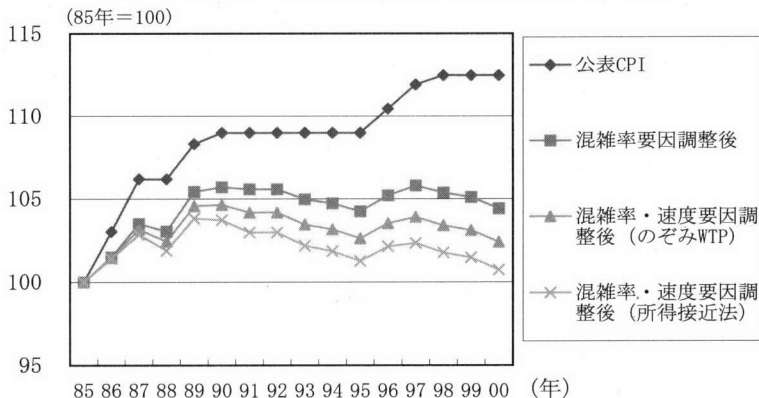 (85年＝100)
115
110
105
100
95
85 86 87 88 89 90 91 92 93 94 95 96 97 98 99 00 (年)
公表CPI
混雑率要因調整後
混雑率・速度要因調
整後（のぞみWTP）
混雑率・速度要因調
整後（所得接近法）